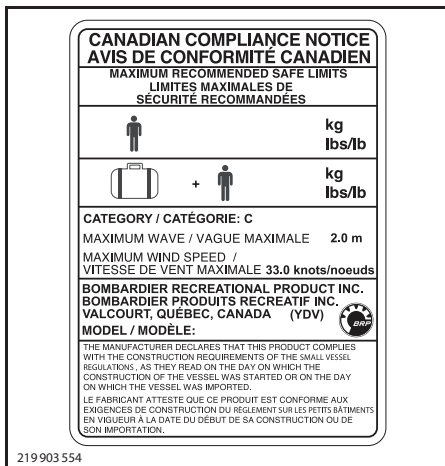 CANADIAN COMPLIANCE NOTICE
AVIS DE CONFORMITÉ CANADIEN
MAXIMUM RECOMMENDED SAFE LIMITS
LIMITES MAXIMALES DE
SÉCURITÉ RECOMMANDÉES
kg
lbs/lb
+
kg
lbs/lb
CATEGORY / CATÉGORIE: C
MAXIMUM WAVE / VAGUE MAXIMALE 2.0 m
MAXIMUM WIND SPEED /
VITESSE DE VENT MAXIMALE 33.0 knots/noeuds
BOMBARDIER RECREATIONAL PRODUCT INC.
BOMBARDIER PRODUITS RECREATIF INC.
VALCOURT, QUÉBEC, CANADA (YDV)
BRP
MODEL / MODÈLE:
THE MANUFACTURER DECLARES THAT THIS PRODUCT COMPLIES
WITH THE CONSTRUCTION REQUIREMENTS OF THE SMALL VESSEL
REGULATIONS, AS THEY READ ON THE DAY ON WHICH THE
CONSTRUCTION OF THE VESSEL WAS STARTED OR ON THE DAY
ON WHICH THE VESSEL WAS IMPORTED.
LE FABRICANT ATTESTE QUE CE PRODUIT EST CONFORME AUX
EXIGENCES DE CONSTRUCTION DU RÈGLEMENT SUR LES PETITS BÂTIMENTS
EN VIGUEUR À LA DATE DU DÉBUT DE SA CONSTRUCTION OU DE
SON IMPORTATION.
219 903 554